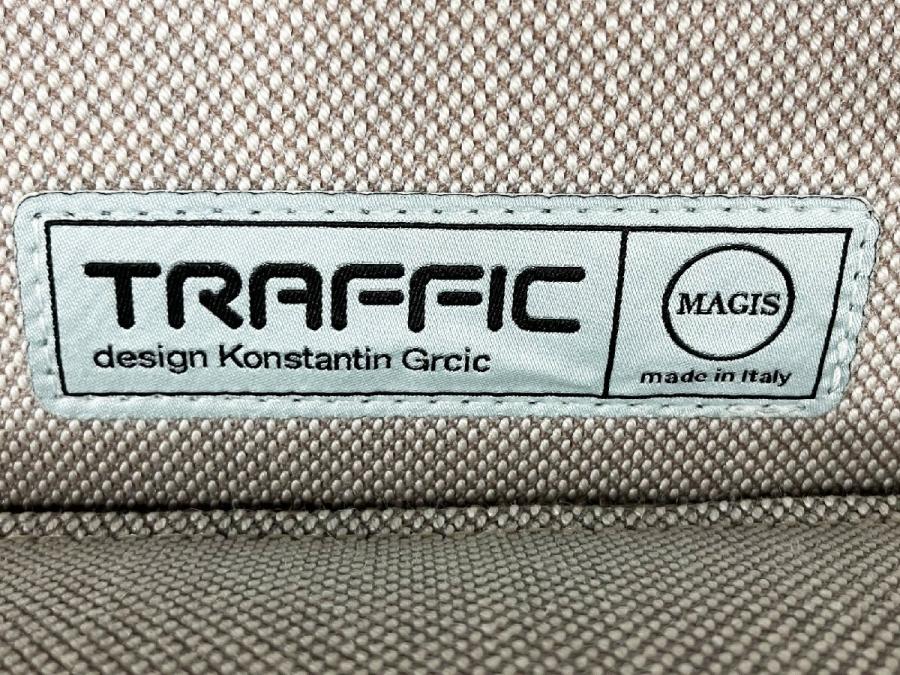 TRAFFIC
design Konstantin Grcic
MAGIS
made in Italy